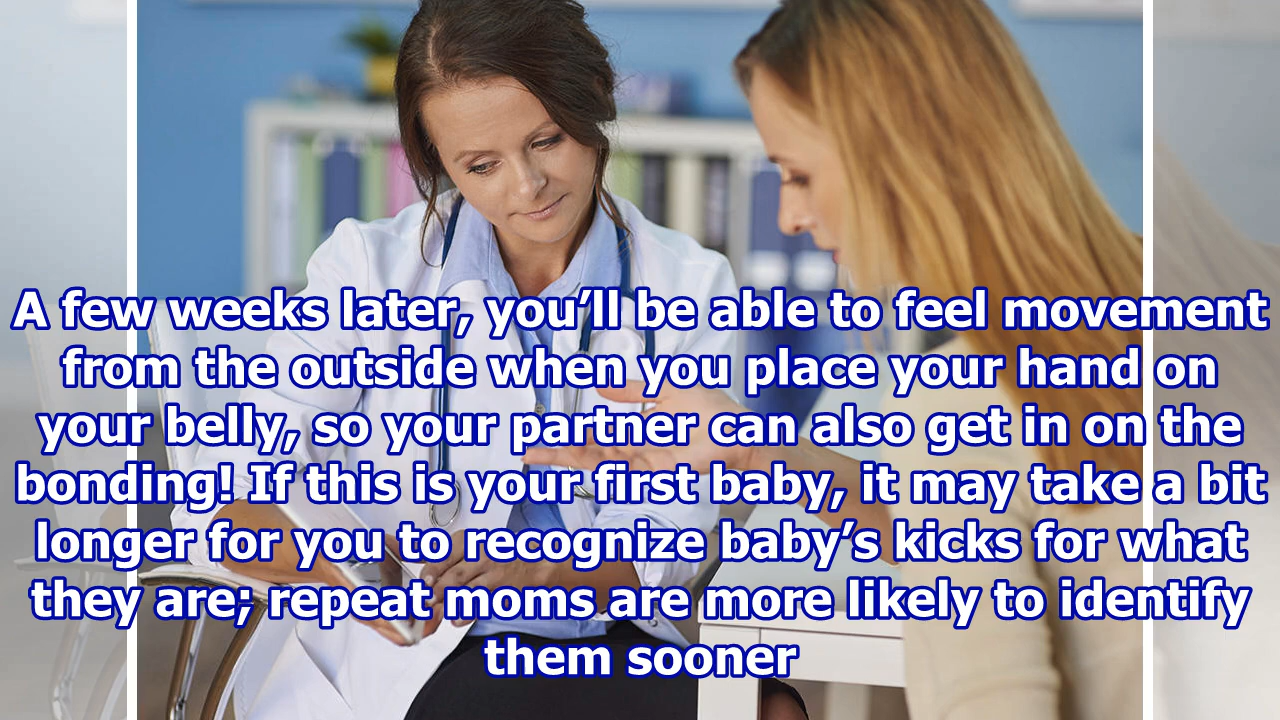 A few weeks later, you’ll be able to feel movement
from the outside when you place your hand on
your belly, so your partner can also get in on the
bonding! If this is your first baby, it may take a bit
longer for you to recognize baby’s kicks for what
they are; repeat moms are more likely to identify
them sooner